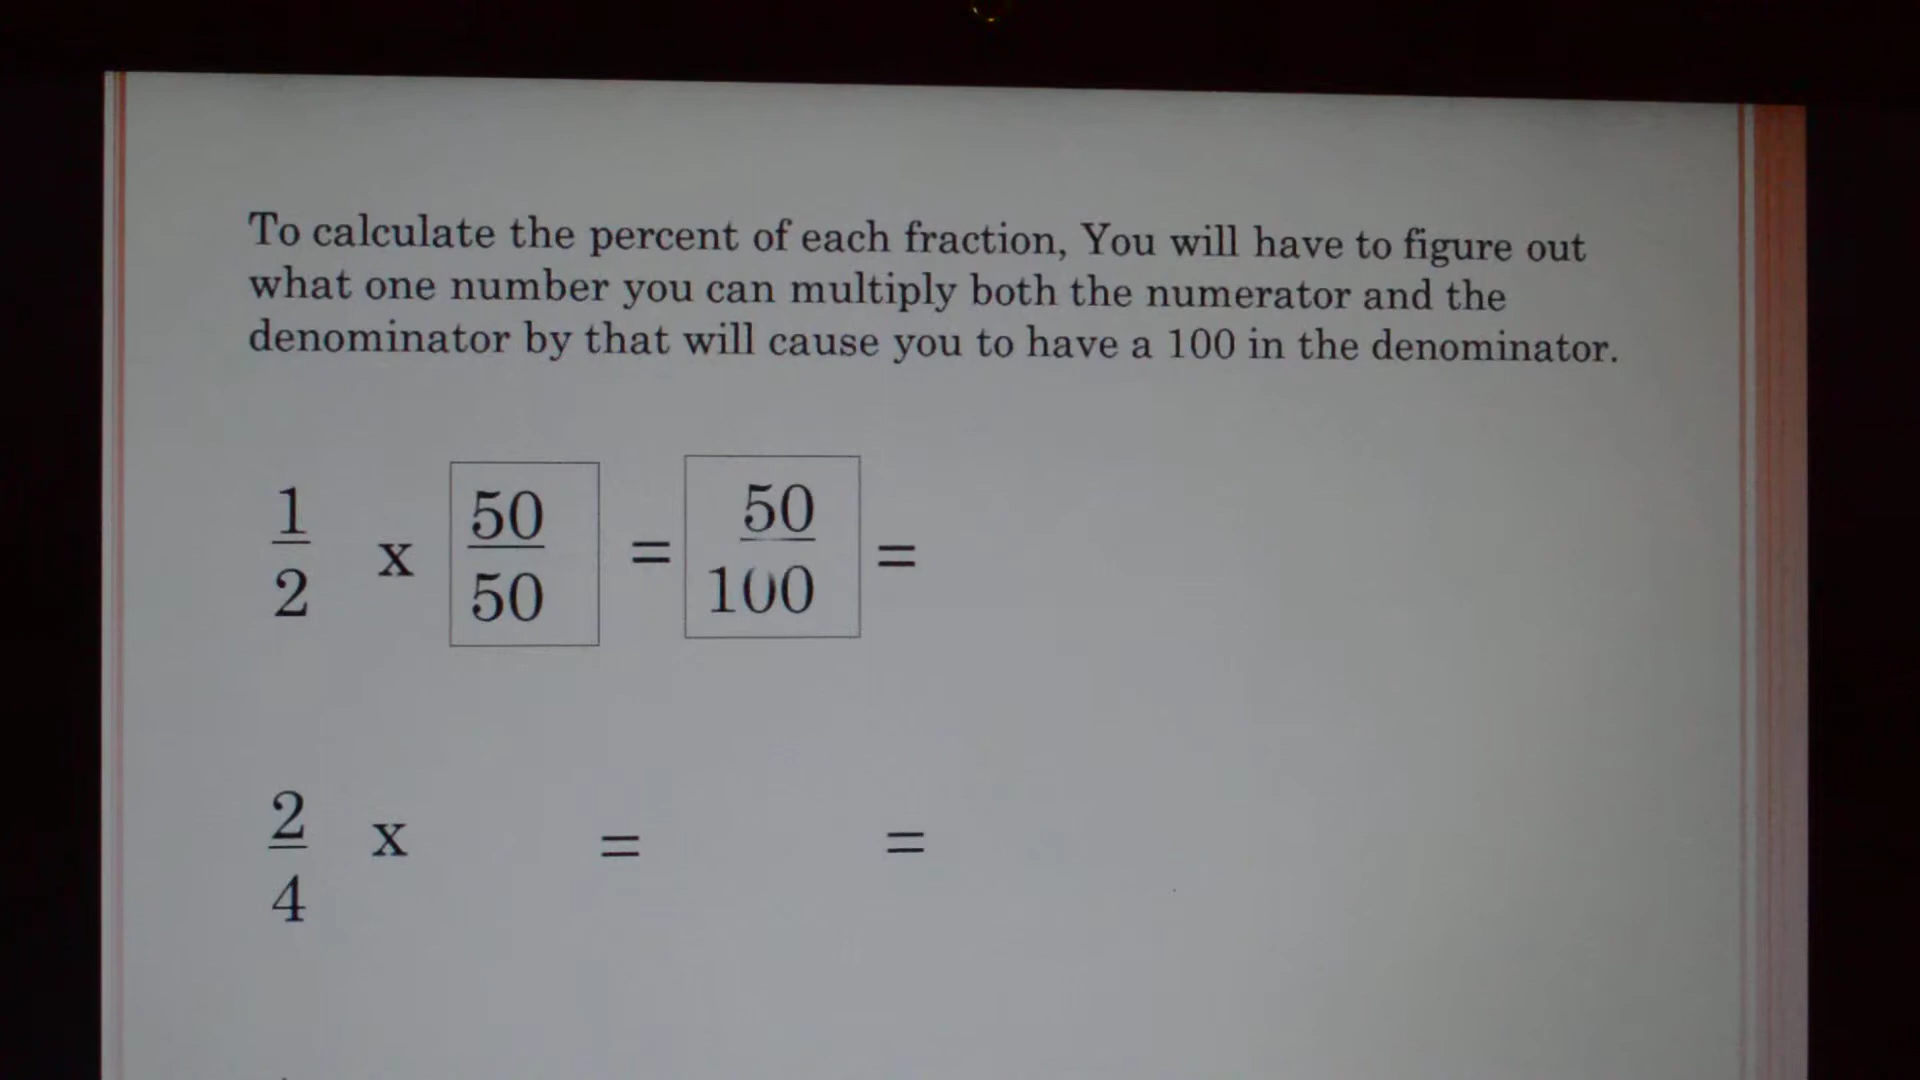 To calculate the percent of each fraction, You will have to figure out
what one number you can multiply both the numerator and the
denominator by that will cause you to have a 100 in the denominator.
1 50 50
x = =
2 50 100
2
x = =
4